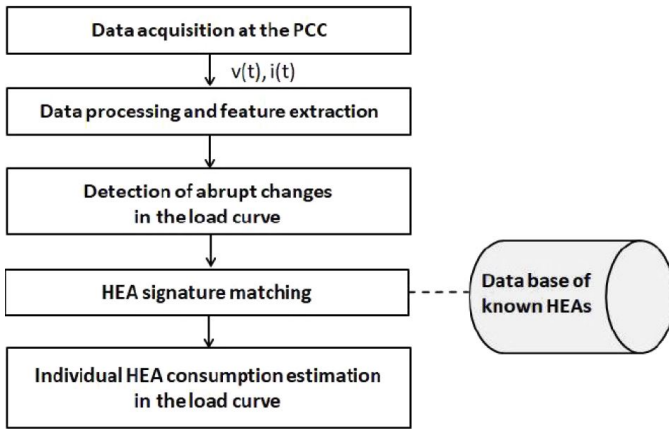 Data acquisition at the PCC
v(t), i(t)
Data processing and feature extraction
Detection of abrupt changes
in the load curve
HEA signature matching
Data base of
known HEAs
Individual HEA consumption estimation
in the load curve